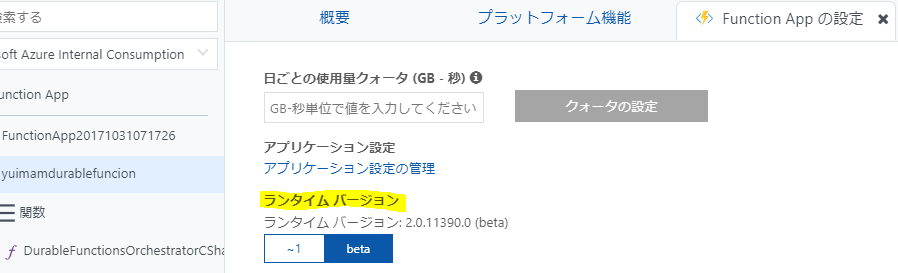 検索する
概要
プラットフォーム機能
Function App の設定
soft Azure Internal Consumption
unction App
FunctionApp20171031071726
yuimamdurablefuncion
関数
DurableFunctionsOrchestratorCSha
日ごとの使用量クォータ (GB - 秒)
GB-秒単位で値を入力してください
クォータの設定
アプリケーション設定
アプリケーション設定の管理
ランタイム バージョン
ランタイム バージョン: 2.0.11390.0 (beta)
~1
beta